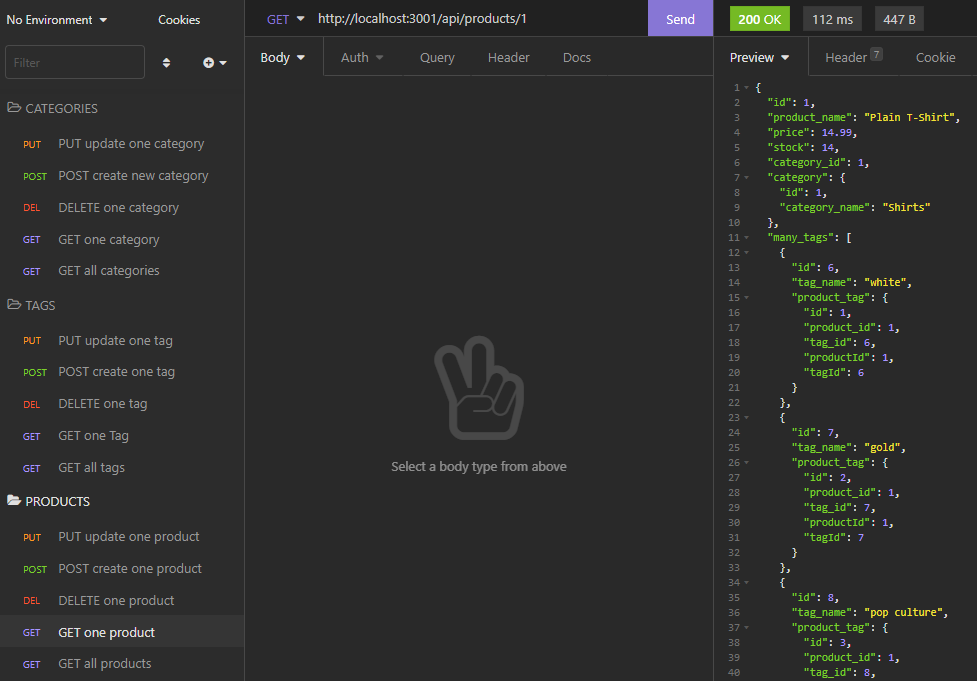 No Environment
Cookies
Filter
CATEGORIES
PUT PUT update one category
POST POST create new category
DEL DELETE one category
GET GET one category
GET GET all categories
TAGS
PUT PUT update one tag
POST POST create one tag
DEL DELETE one tag
GET GET one Tag
GET GET all tags
PRODUCTS
PUT PUT update one product
POST POST create one product
DEL DELETE one product
GET GET one product
GET GET all products
GET http://localhost:3001/api/products/1 Send
Body Auth Query Header Docs
Select a body type from above
200 OK 112 ms 447 B
Preview Header 7 Cookie
1 {
2 "id": 1,
3 "product_name": "Plain T-Shirt",
4 "price": 14.99,
5 "stock": 14,
6 "category_id": 1,
7 "category": {
8 "id": 1,
9 "category_name": "Shirts"
10 },
11 "many_tags": [
12 {
13 "id": 6,
14 "tag_name": "white",
15 "product_tag": {
16 "id": 1,
17 "product_id": 1,
18 "tag_id": 6,
19 "productId": 1,
20 "tagId": 6
21 }
22 },
23 {
24 "id": 7,
25 "tag_name": "gold",
26 "product_tag": {
27 "id": 2,
28 "product_id": 1,
29 "tag_id": 7,
30 "productId": 1,
31 "tagId": 7
32 }
33 },
34 {
35 "id": 8,
36 "tag_name": "pop culture",
37 "product_tag": {
38 "id": 3,
39 "product_id": 1,
40 "tag_id": 8,